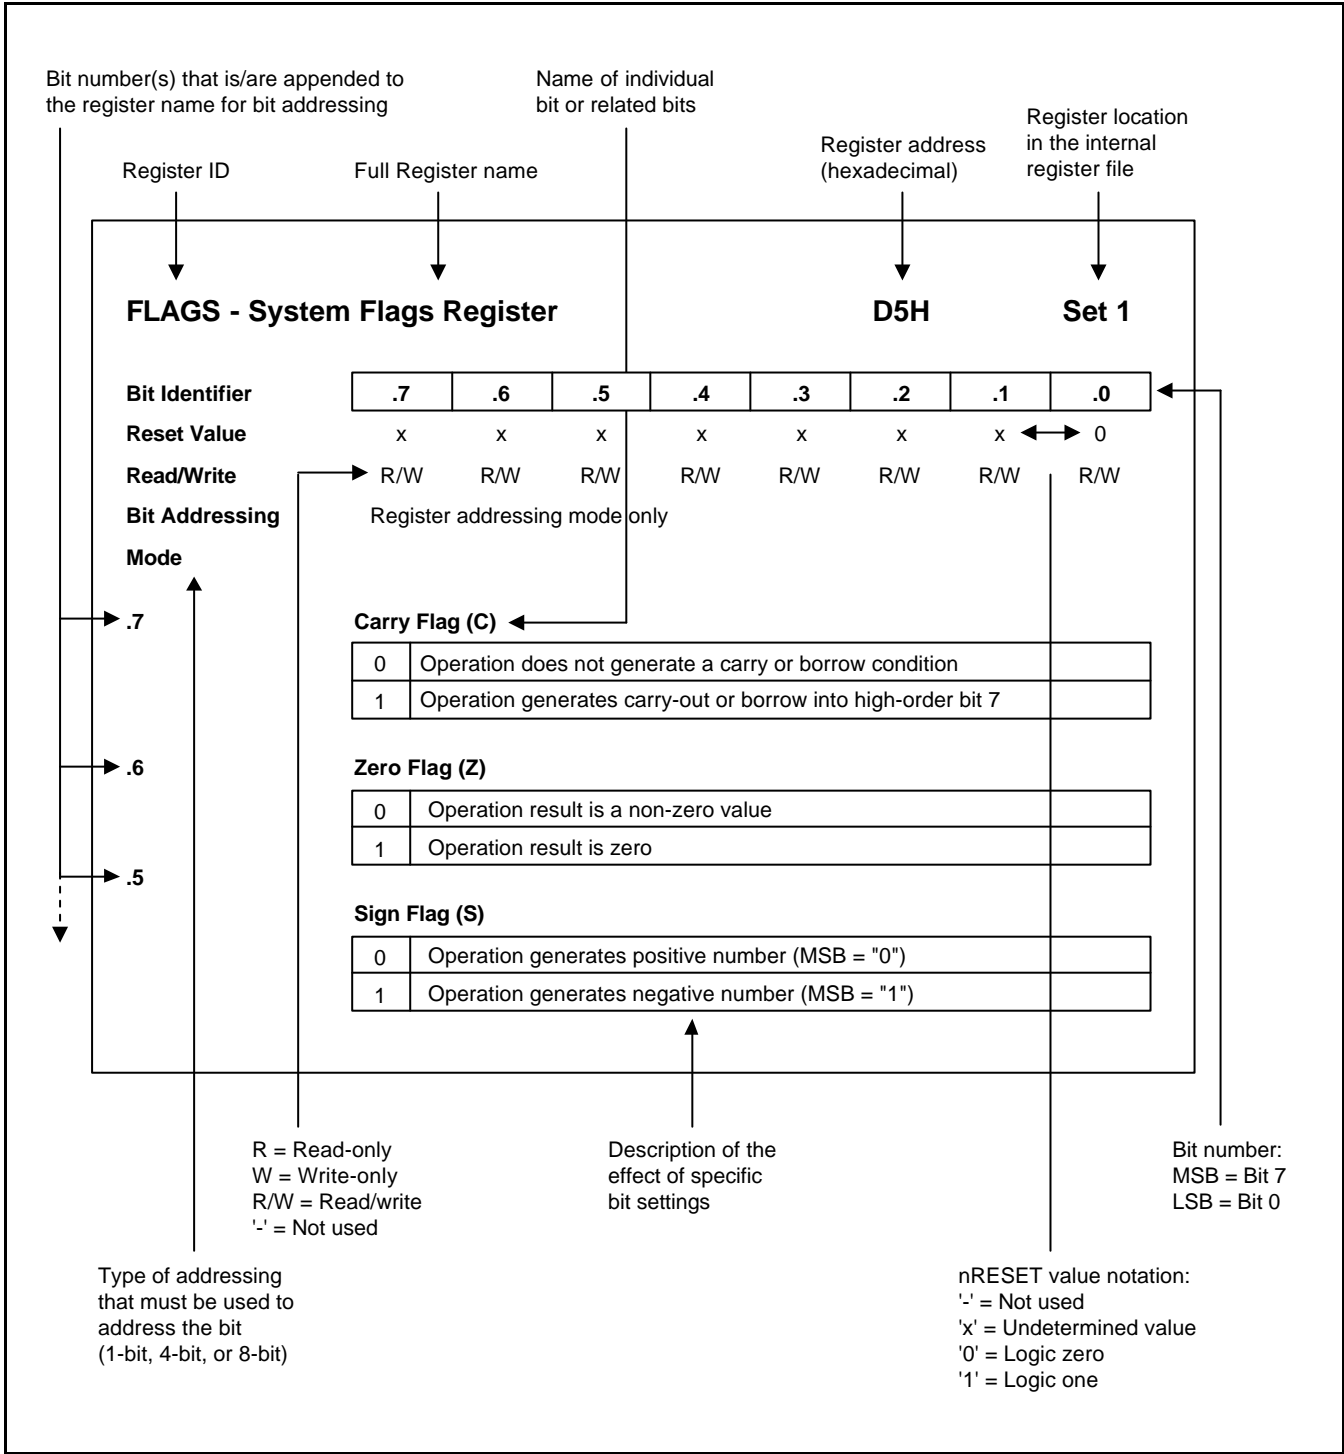 Bit number(s) that is/are appended to
the register name for bit addressing
Name of individual
bit or related bits
Register location
in the internal
register file
Register address
(hexadecimal)
Register ID
Full Register name
FLAGS - System Flags Register D5H Set 1
Bit Identifier .7 .6 .5 .4 .3 .2 .1 .0
Reset Value x x x x x x x 0
Read/Write R/W R/W R/W R/W R/W R/W R/W R/W
Bit Addressing Register addressing mode only
Mode
.7 Carry Flag (C)
0 Operation does not generate a carry or borrow condition
1 Operation generates carry-out or borrow into high-order bit 7
.6 Zero Flag (Z)
0 Operation result is a non-zero value
1 Operation result is zero
.5
Sign Flag (S)
0 Operation generates positive number (MSB = "0")
1 Operation generates negative number (MSB = "1")
R = Read-only
W = Write-only
R/W = Read/write
'-' = Not used
Description of the
effect of specific
bit settings
Bit number:
MSB = Bit 7
LSB = Bit 0
Type of addressing
that must be used to
address the bit
(1-bit, 4-bit, or 8-bit)
nRESET value notation:
'-' = Not used
'x' = Undetermined value
'0' = Logic zero
'1' = Logic one